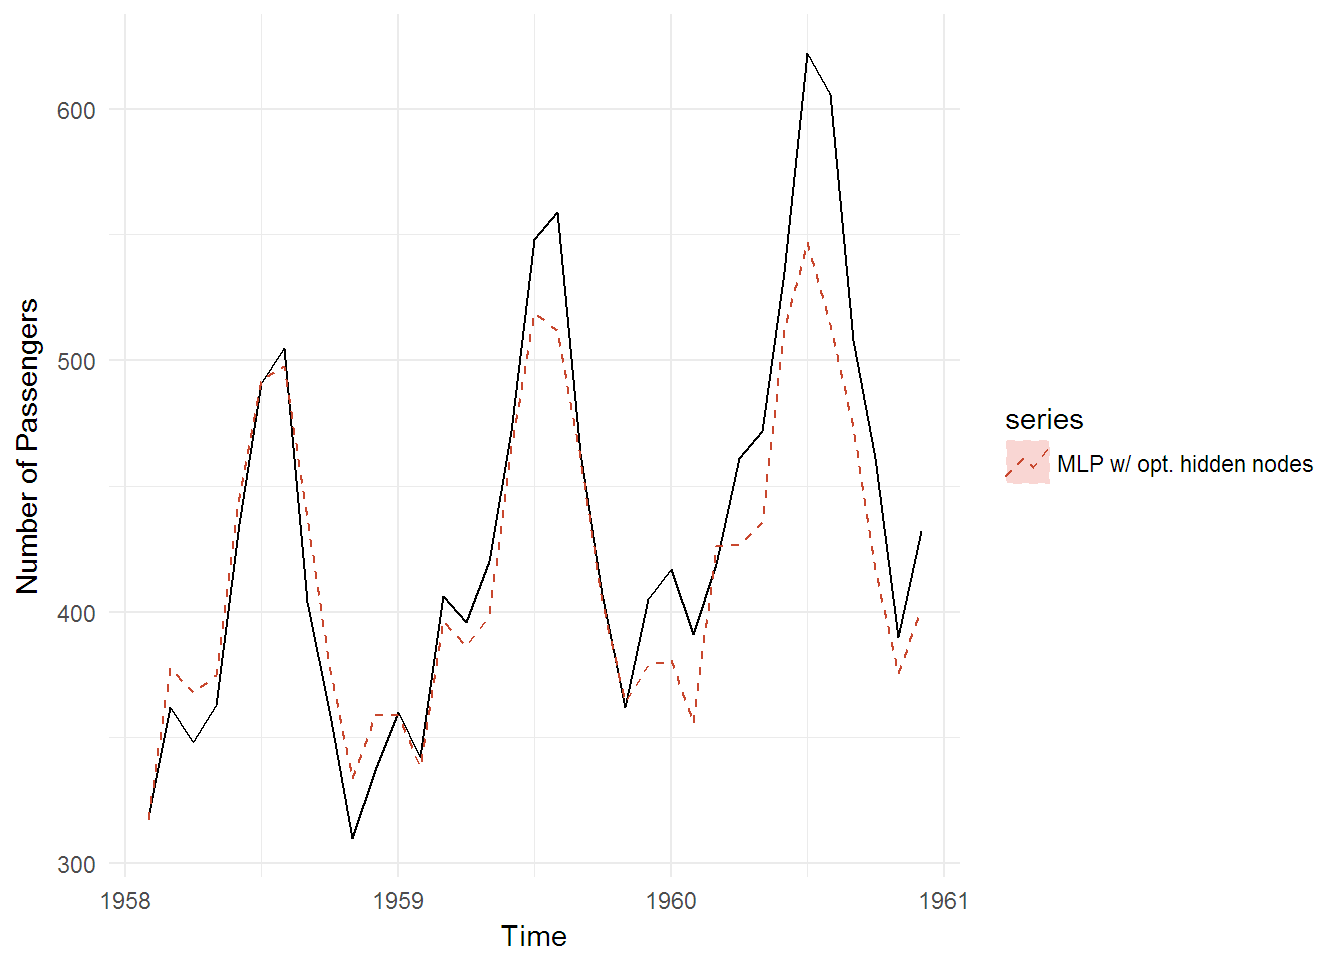 600
500
400
300
Number of Passengers
1958
1959
1960
1961
Time
series
MLP w/ opt. hidden nodes